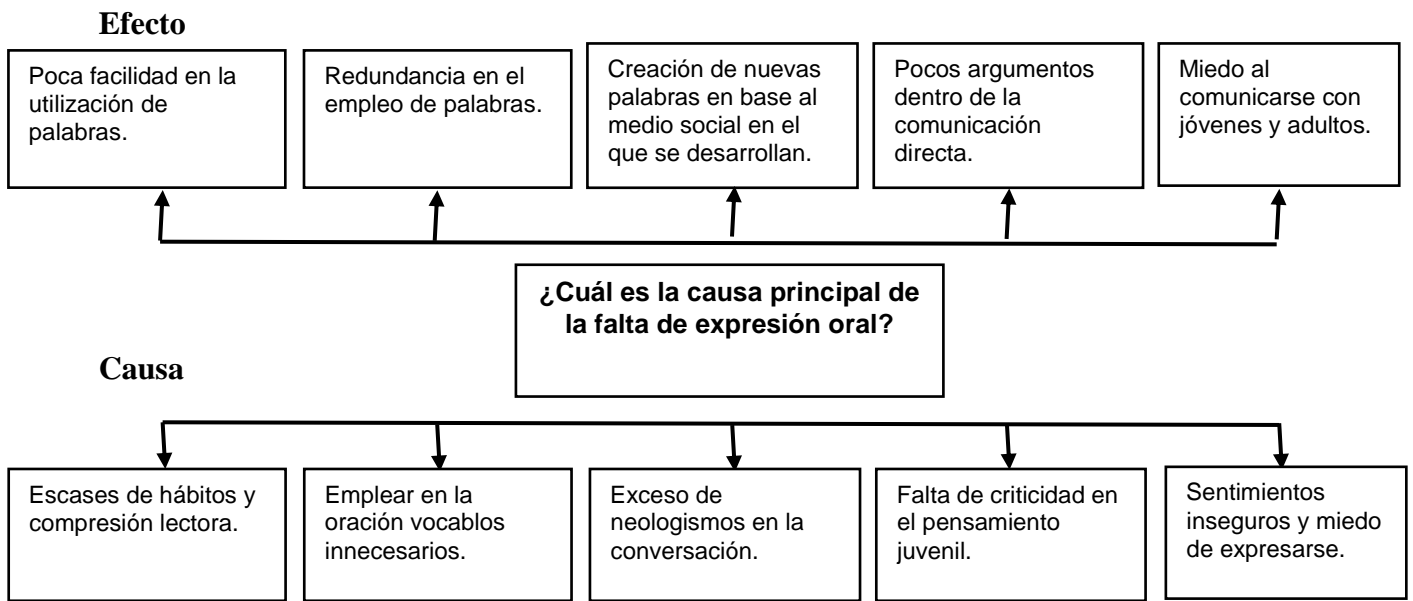 Efecto
Poca facilidad en la
utilización de
palabras.
Redundancia en el
empleo de palabras.
Creación de nuevas
palabras en base al
medio social en el
que se desarrollan.
Pocos argumentos
dentro de la
comunicación
directa.
Miedo al
comunicarse con
jóvenes y adultos.
¿Cuál es la causa principal de
la falta de expresión oral?
Causa
Escases de hábitos y
compresión lectora.
Emplear en la
oración vocablos
innecesarios.
Exceso de
neologismos en la
conversación.
Falta de criticidad en
el pensamiento
juvenil.
Sentimientos
inseguros y miedo
de expresarse.